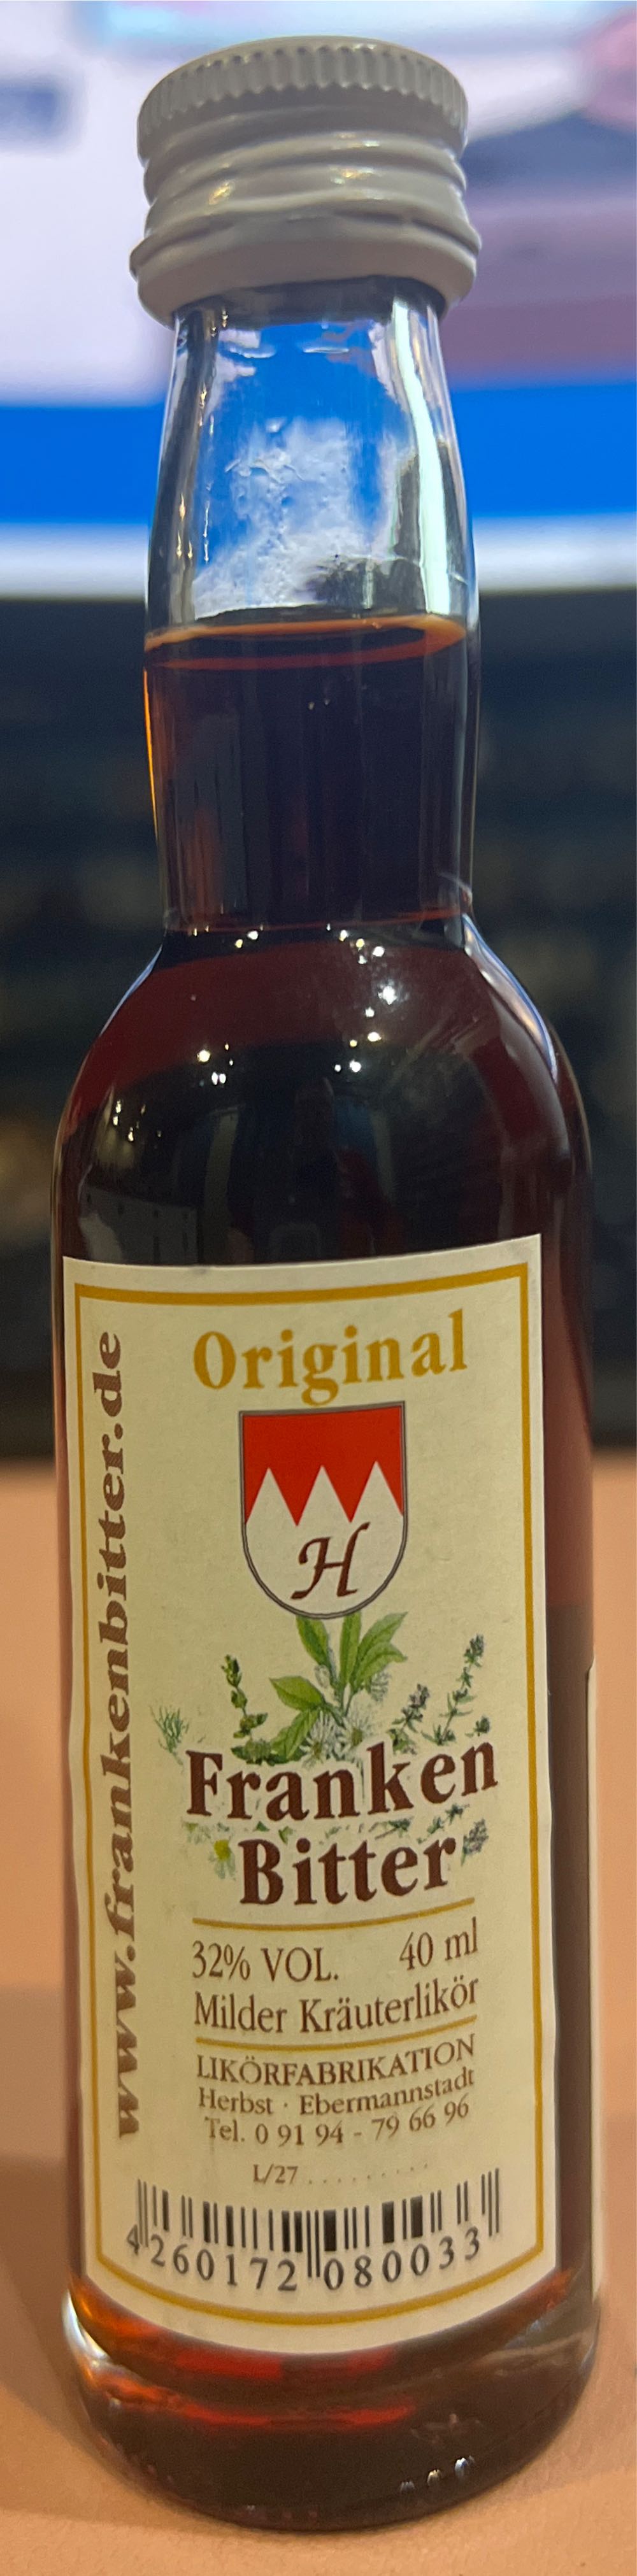 Original
H
Franken
Bitter
32% VOL. 40 ml
Milder Kräuterlikör
LIKÖRFABRIKATION
Herbst · Ebermannstadt
Tel. 0 91 94 - 79 66 96
L/27 . . . . . . . . .
4 260172 080033
www.frankenbitter.de